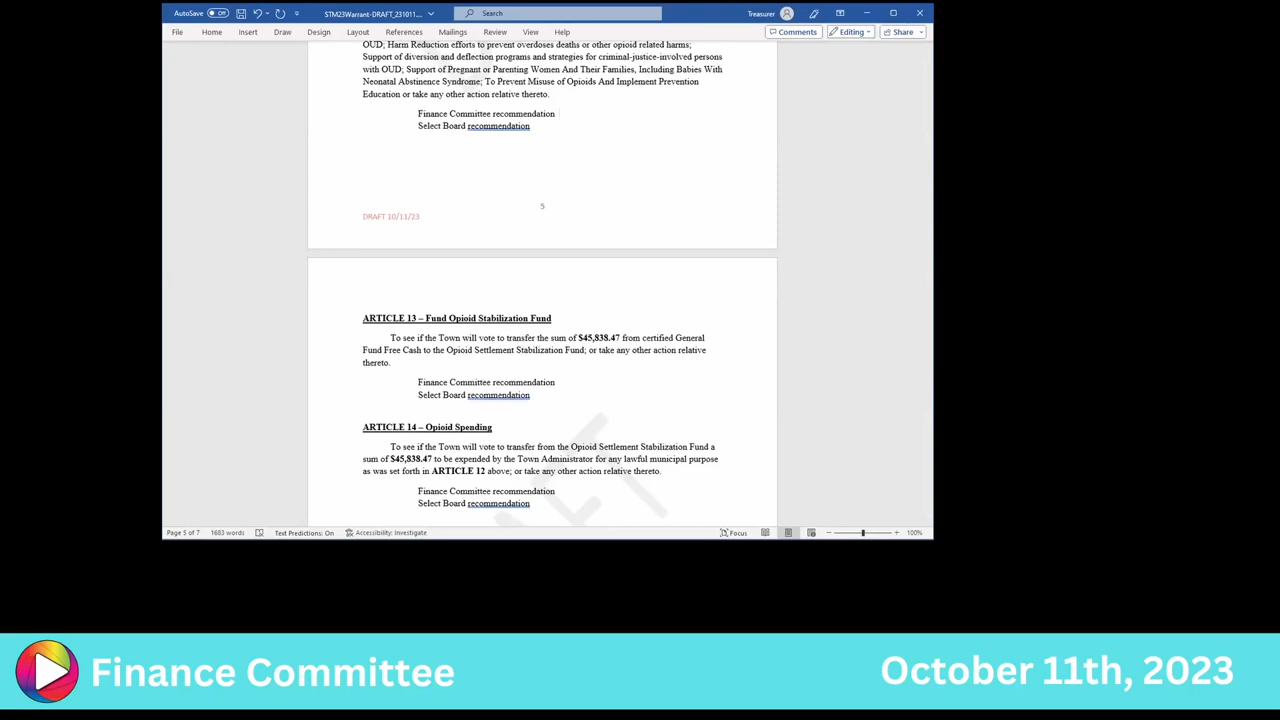 AutoSave Off STM23Warrant-DRAFT_231011.... Search Treasurer
File Home Insert Draw Design Layout References Mailings Review View Help Comments Editing Share
OUD; Harm Reduction efforts to prevent overdoses deaths or other opioid related harms;
Support of diversion and deflection programs and strategies for criminal-justice-involved persons
with OUD; Support of Pregnant or Parenting Women And Their Families, Including Babies With
Neonatal Abstinence Syndrome; To Prevent Misuse of Opioids And Implement Prevention
Education or take any other action relative thereto.
Finance Committee recommendation
Select Board recommendation
5
DRAFT 10/11/23
ARTICLE 13 – Fund Opioid Stabilization Fund
To see if the Town will vote to transfer the sum of $45,838.47 from certified General
Fund Free Cash to the Opioid Settlement Stabilization Fund; or take any other action relative
thereto.
Finance Committee recommendation
Select Board recommendation
ARTICLE 14 – Opioid Spending
To see if the Town will vote to transfer from the Opioid Settlement Stabilization Fund a
sum of $45,838.47 to be expended by the Town Administrator for any lawful municipal purpose
as was set forth in ARTICLE 12 above; or take any other action relative thereto.
Finance Committee recommendation
Select Board recommendation
Page 5 of 7 1683 words Text Predictions: On Accessibility: Investigate Focus 100%
Finance Committee October 11th, 2023